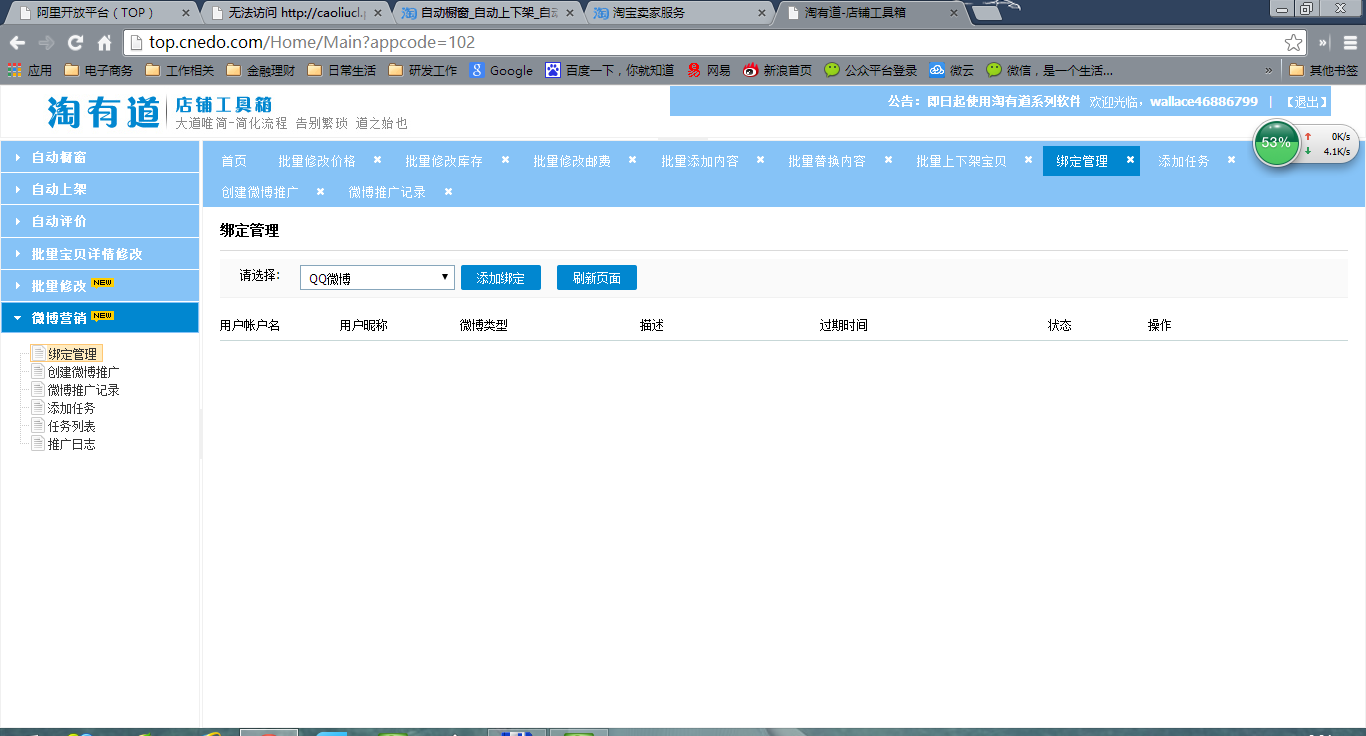 阿里开放平台（TOP） 无法访问 http://caoliucl.p 自动橱窗_自动上下架_自动 淘宝卖家服务 淘有道-店铺工具箱
top.cnedo.com/Home/Main?appcode=102
应用 电子商务 工作相关 金融理财 日常生活 研发工作 Google 百度一下，你就知道 网易 新浪首页 公众平台登录 微云 微信，是一个生活... » 其他书签
淘有道 店铺工具箱
大道唯简-简化流程 告别繁琐 道之始也
公告：即日起使用淘有道系列软件 欢迎光临，wallace46886799 | 【退出】
53% 0K/s
4.1K/s
自动橱窗
自动上架
自动评价
批量宝贝详情修改
批量修改 NEW
微博营销 NEW
绑定管理
创建微博推广
微博推广记录
添加任务
任务列表
推广日志
首页 批量修改价格 批量修改库存 批量修改邮费 批量添加内容 批量替换内容 批量上下架宝贝 绑定管理 添加任务
创建微博推广 微博推广记录
绑定管理
请选择： QQ微博 添加绑定 刷新页面
用户帐户名 用户昵称 微博类型 描述 过期时间 状态 操作